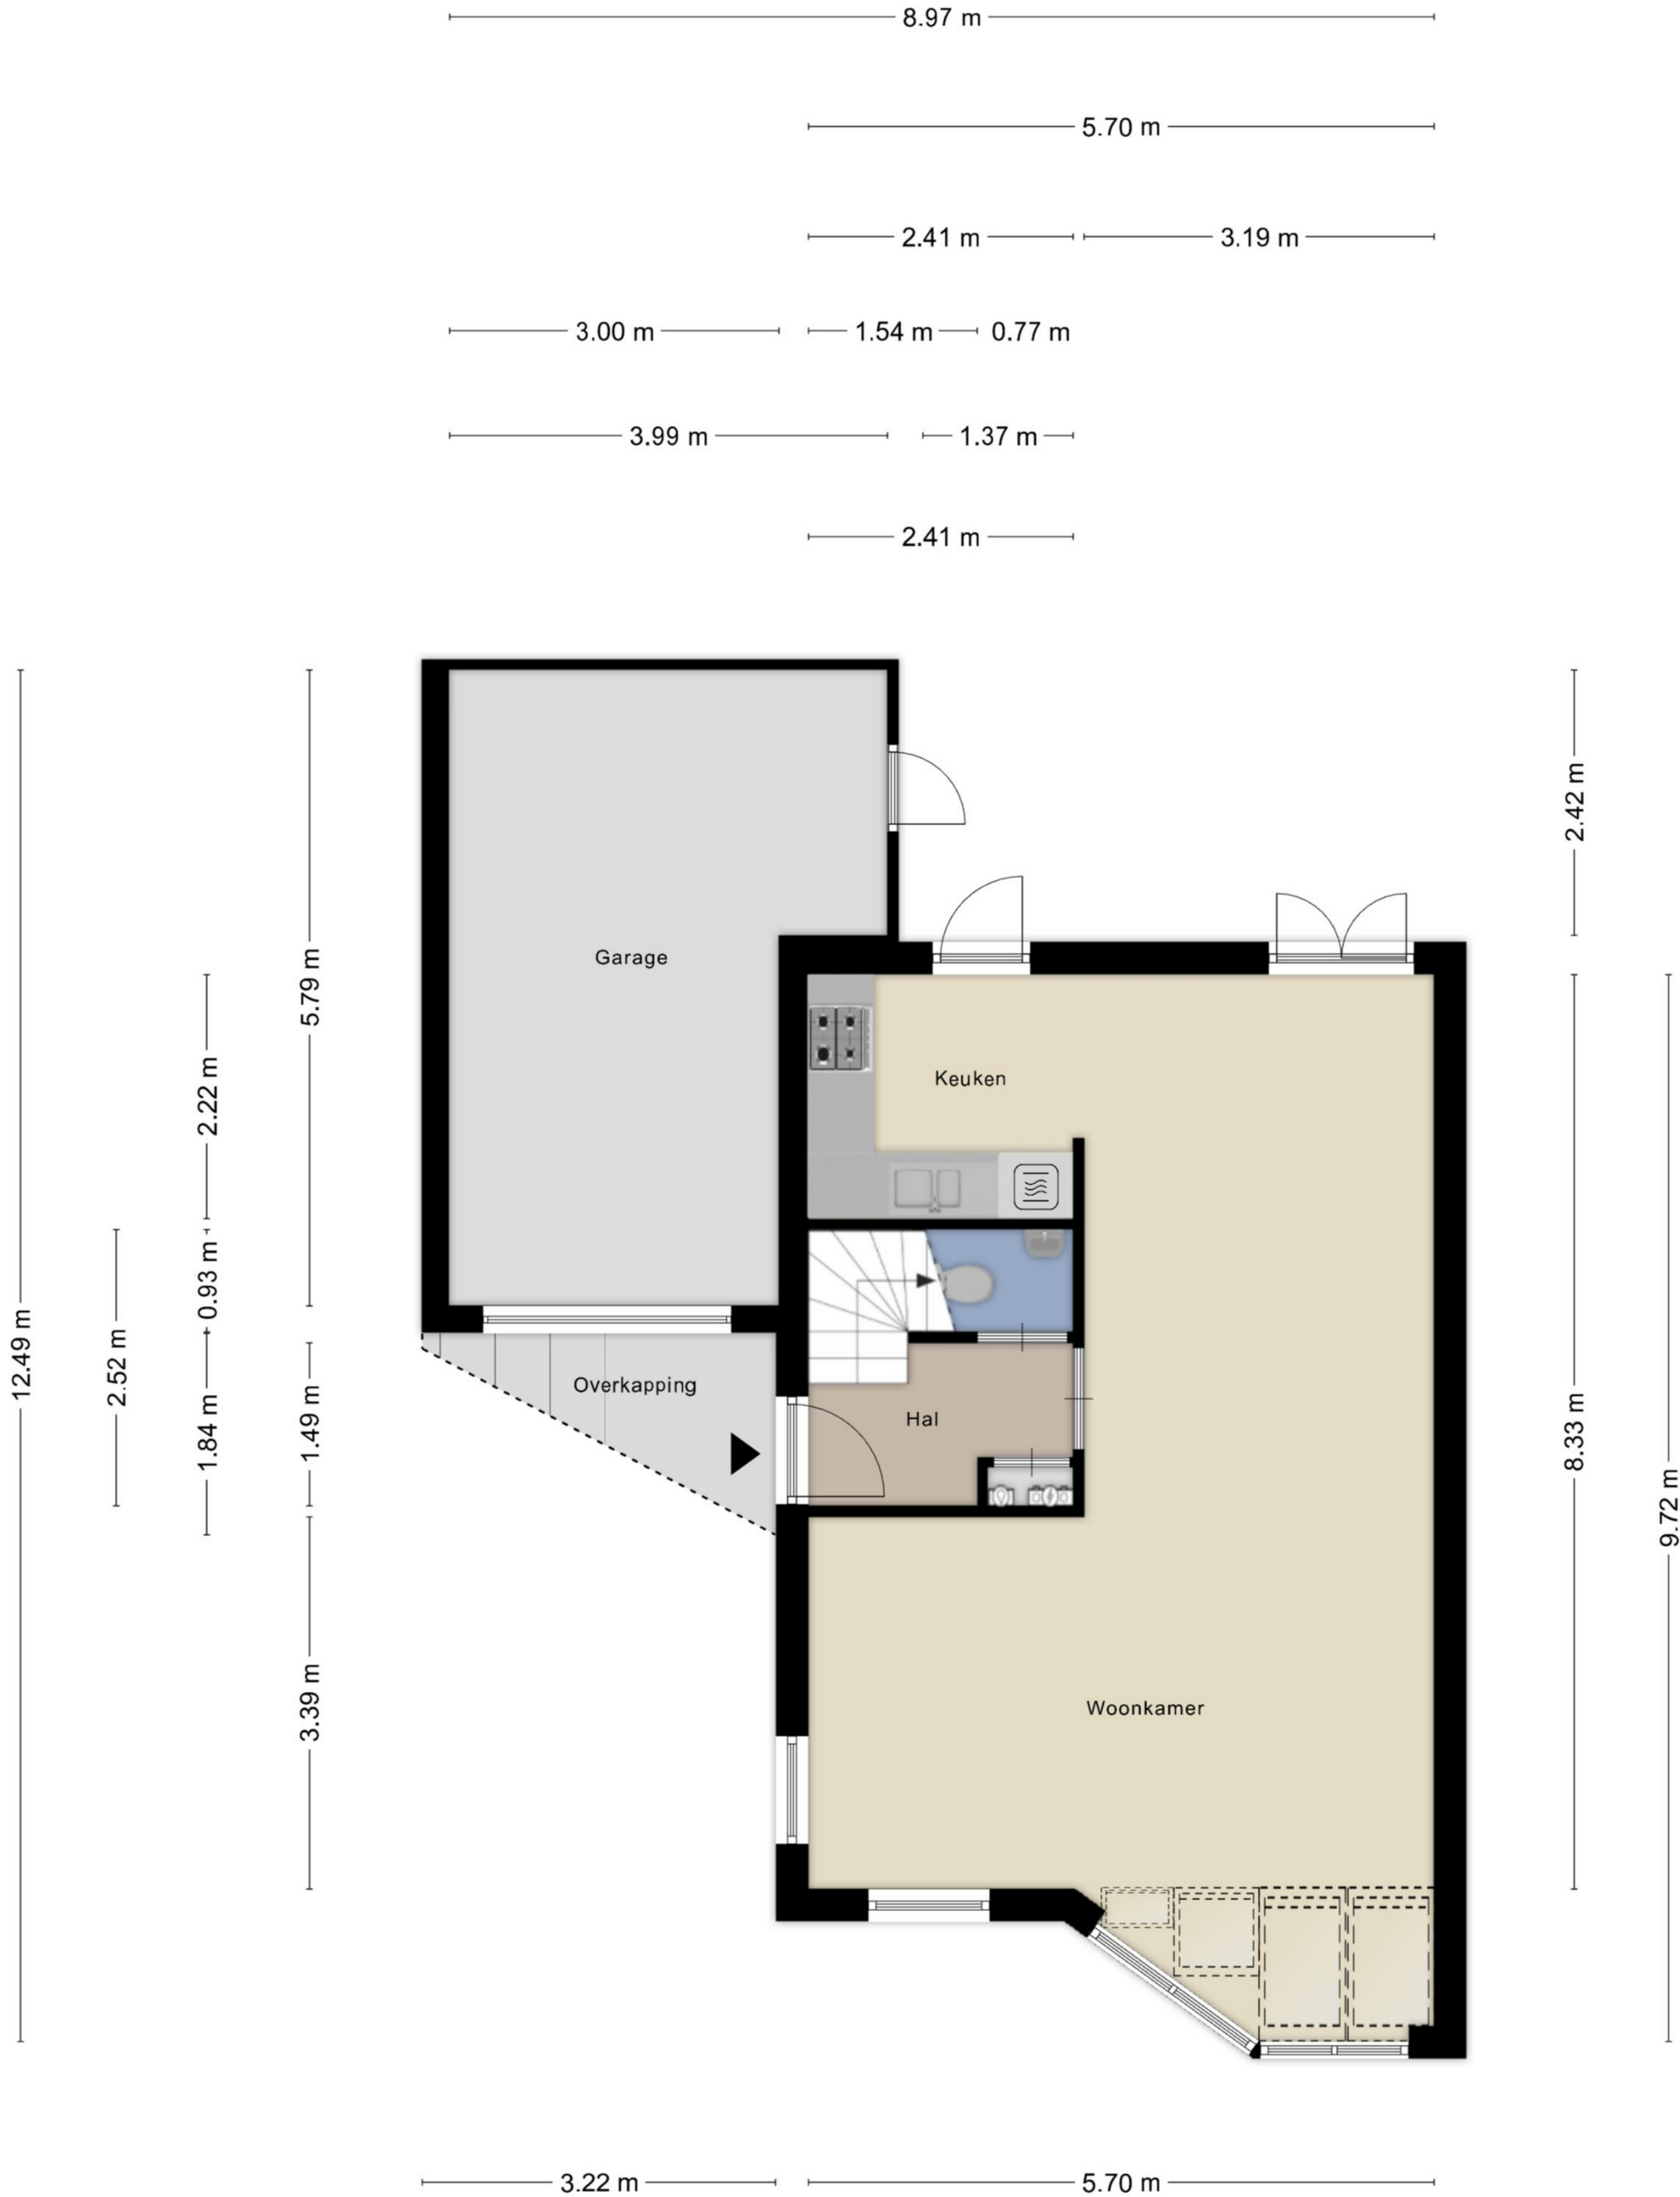 8.97 m
5.70 m
2.41 m
3.19 m
3.00 m
1.54 m
0.77 m
3.99 m
1.37 m
2.41 m
12.49 m
2.52 m
2.22 m
0.93 m
1.84 m
5.79 m
1.49 m
3.39 m
Garage
Keuken
Overkapping
Hal
Woonkamer
2.42 m
8.33 m
9.72 m
3.22 m
5.70 m